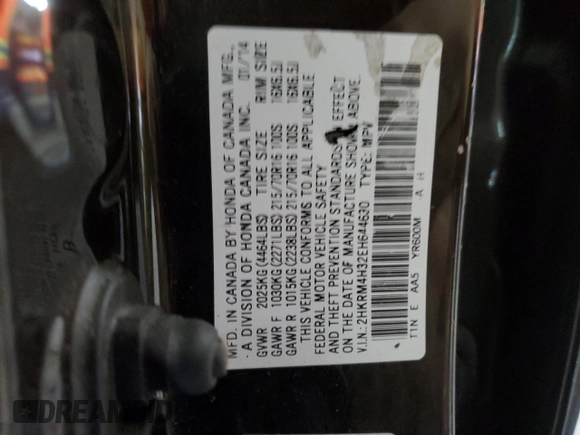 MFD. IN CANADA BY HONDA OF CANADA MFG.,
A DIVISION OF HONDA CANADA INC. 01/'14
GVWR 2025KG(4464LBS) TIRE SIZE RIM SIZE
GAWR F 1030KG(2271LBS) 215/70R16 100S 16X6.5J
GAWR R 1015KG(2238LBS) 215/70R16 100S 16X6.5J
THIS VEHICLE CONFORMS TO ALL APPLICABLE
FEDERAL MOTOR VEHICLE SAFETY
AND THEFT PREVENTION STANDARDS EFFECT
ON THE DATE OF MANUFACTURE SHOWN ABOVE.
V.I.N.: 2HKRM4H32EH644630 TYPE: MPV
T1N E AA5 YR600M A H